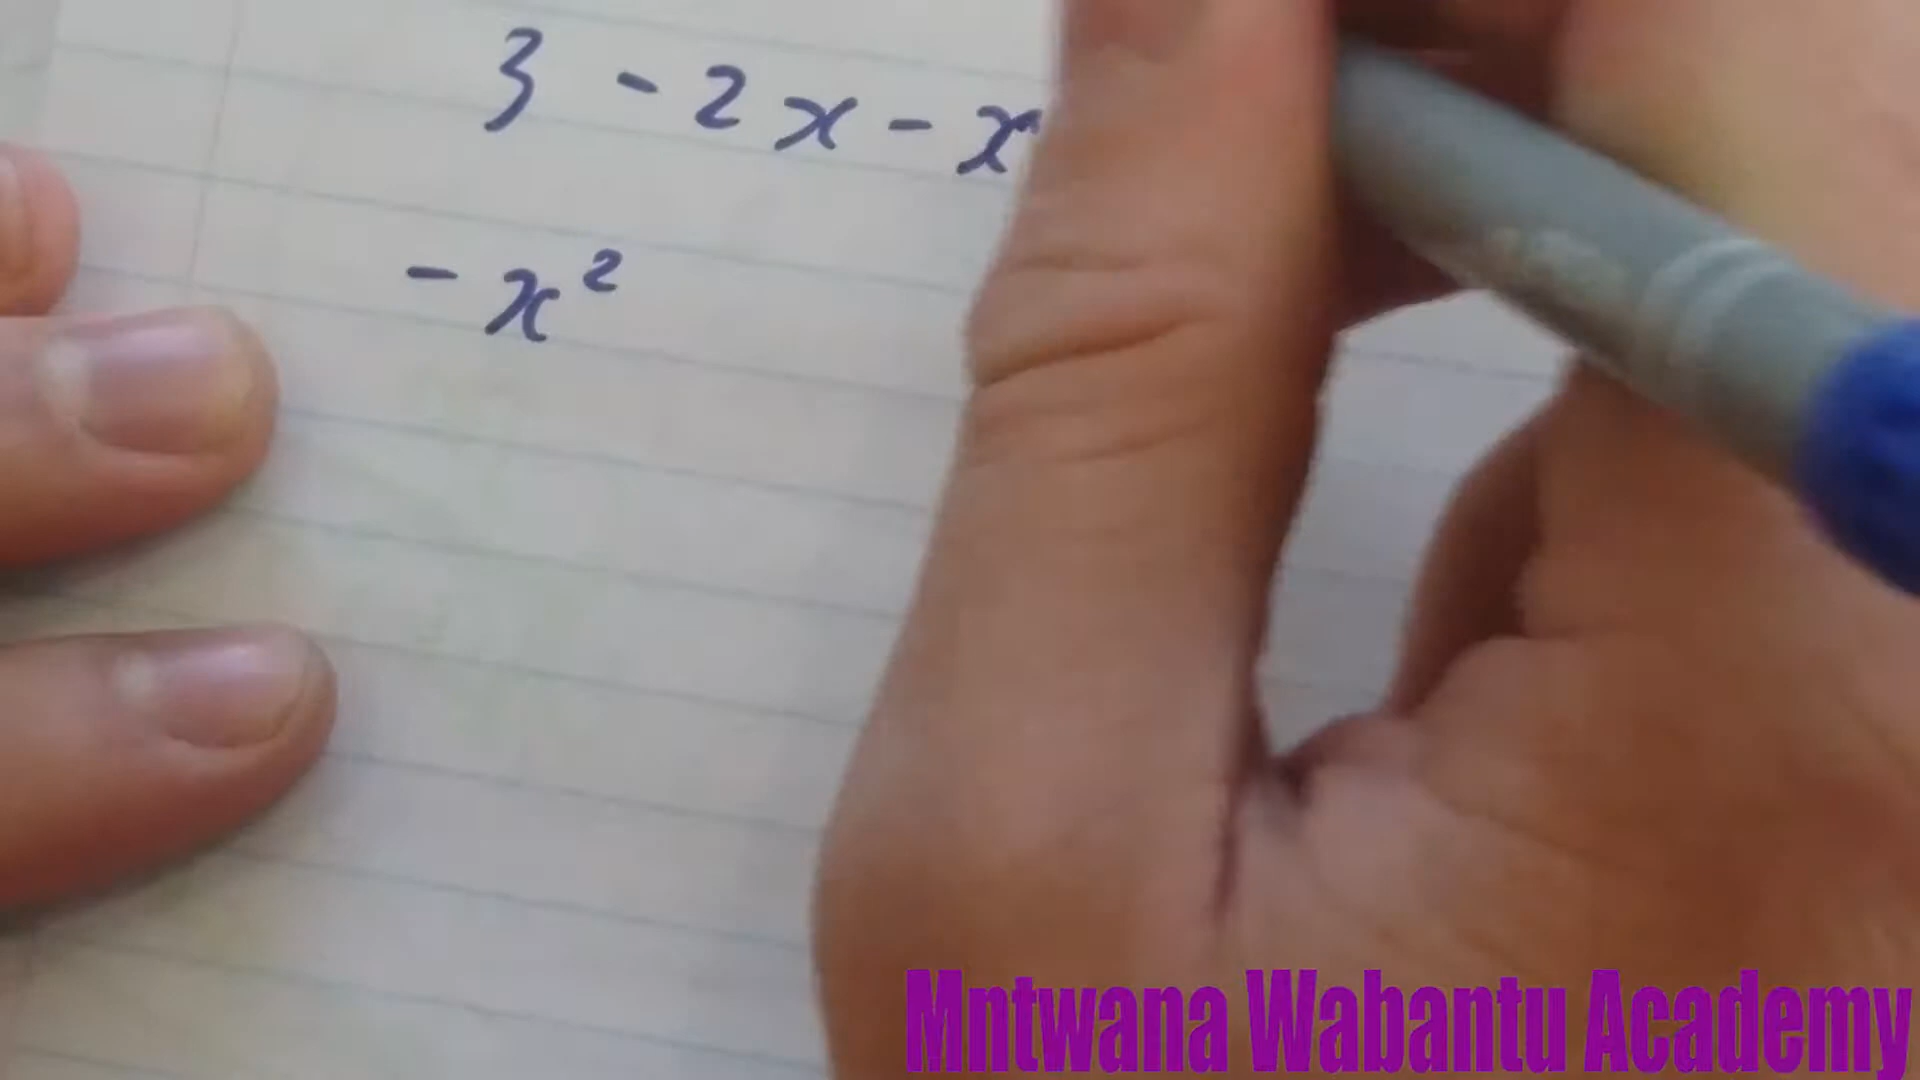 3 - 2x - x
- x²
Mntwana Wabantu Academy